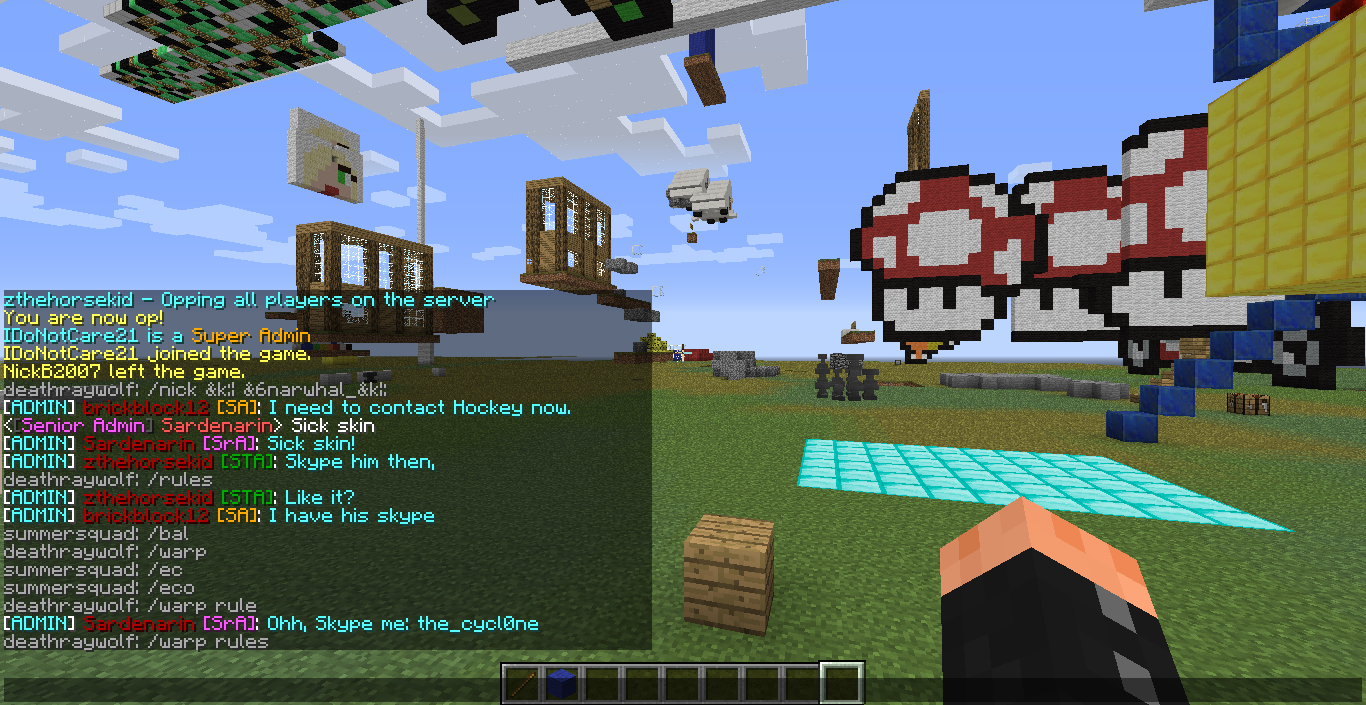 zthehorsekid - Opping all players on the server
You are now op!
IDoNotCare21 is a Super Admin
IDoNotCare21 joined the game.
NickB2007 left the game.
deathraywolf: /nick &k¦ &6narwhal_&k¦
[ADMIN] brickblock12 [SA]: I need to contact Hockey now.
<[Senior Admin] Sardenarin> Sick skin
[ADMIN] Sardenarin [SrA]: Sick skin!
[ADMIN] zthehorsekid [STA]: Skype him then,
deathraywolf: /rules
[ADMIN] zthehorsekid [STA]: Like it?
[ADMIN] brickblock12 [SA]: I have his skype
summersquad: /bal
deathraywolf: /warp
summersquad: /ec
summersquad: /eco
deathraywolf: /warp rule
[ADMIN] Sardenarin [SrA]: Ohh, Skype me: the_cycl0ne
deathraywolf: /warp rules